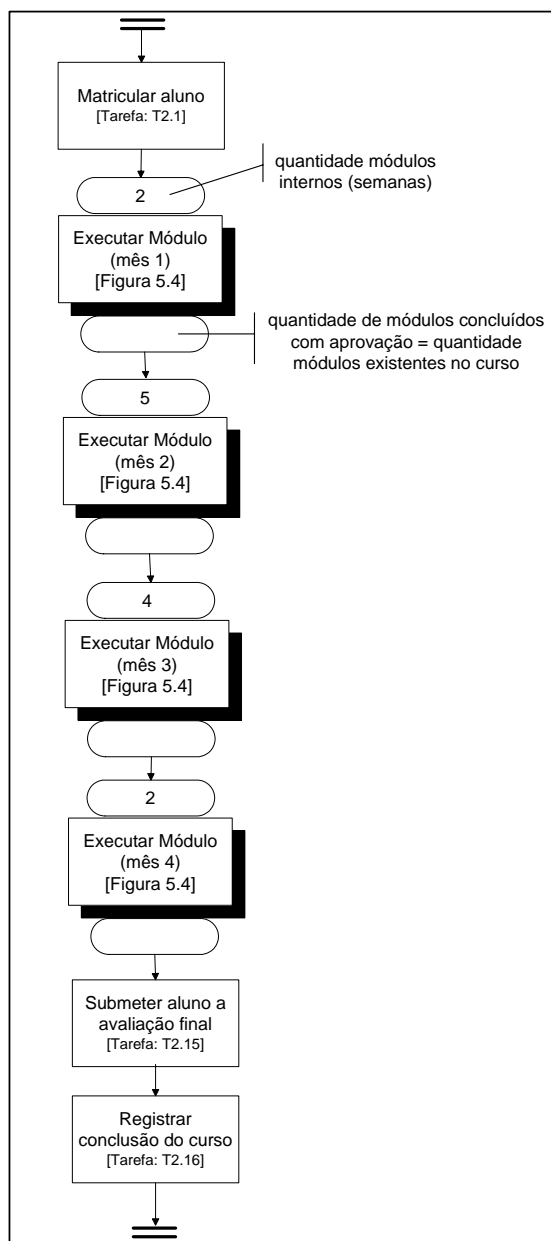 Matricular aluno
[Tarefa: T2.1]
quantidade módulos
internos (semanas)
2
Executar Módulo
(mês 1)
[Figura 5.4]
quantidade de módulos concluídos
com aprovação = quantidade
módulos existentes no curso
5
Executar Módulo
(mês 2)
[Figura 5.4]
4
Executar Módulo
(mês 3)
[Figura 5.4]
2
Executar Módulo
(mês 4)
[Figura 5.4]
Submeter aluno a
avaliação final
[Tarefa: T2.15]
Registrar
conclusão do curso
[Tarefa: T2.16]